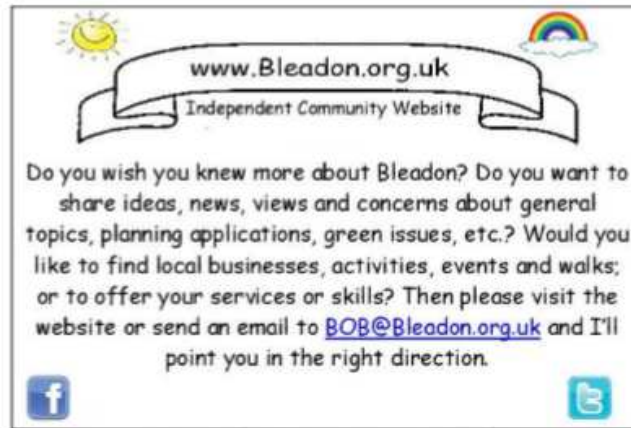 www.Bleadon.org.uk
Independent Community Website
Do you wish you knew more about Bleadon? Do you want to
share ideas, news, views and concerns about general
topics, planning applications, green issues, etc.? Would you
like to find local businesses, activities, events and walks;
or to offer your services or skills? Then please visit the
website or send an email to BOB@Bleadon.org.uk and I'll
point you in the right direction.
f
t